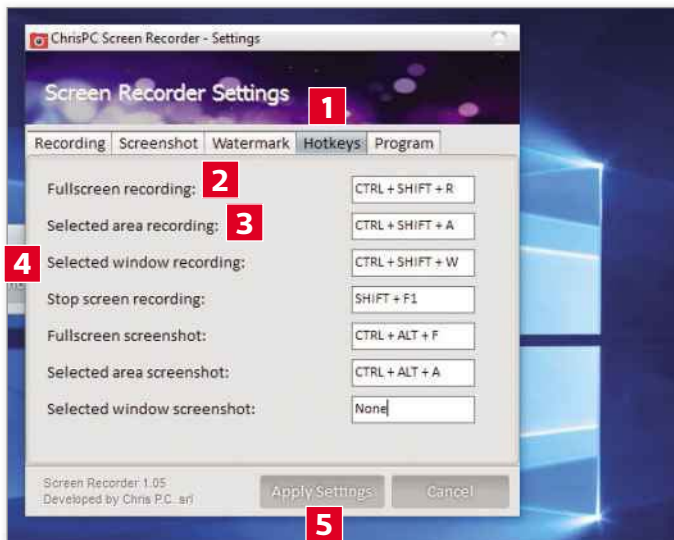 ChrisPC Screen Recorder - Settings
Screen Recorder Settings
1
Recording Screenshot Watermark Hotkeys Program
Fullscreen recording: 2 CTRL + SHIFT + R
Selected area recording: 3 CTRL + SHIFT + A
4 Selected window recording: CTRL + SHIFT + W
Stop screen recording: SHIFT + F1
Fullscreen screenshot: CTRL + ALT + F
Selected area screenshot: CTRL + ALT + A
Selected window screenshot: None
Screen Recorder 1.05
Developed by Chris P.C. srl
Apply Settings Cancel
5